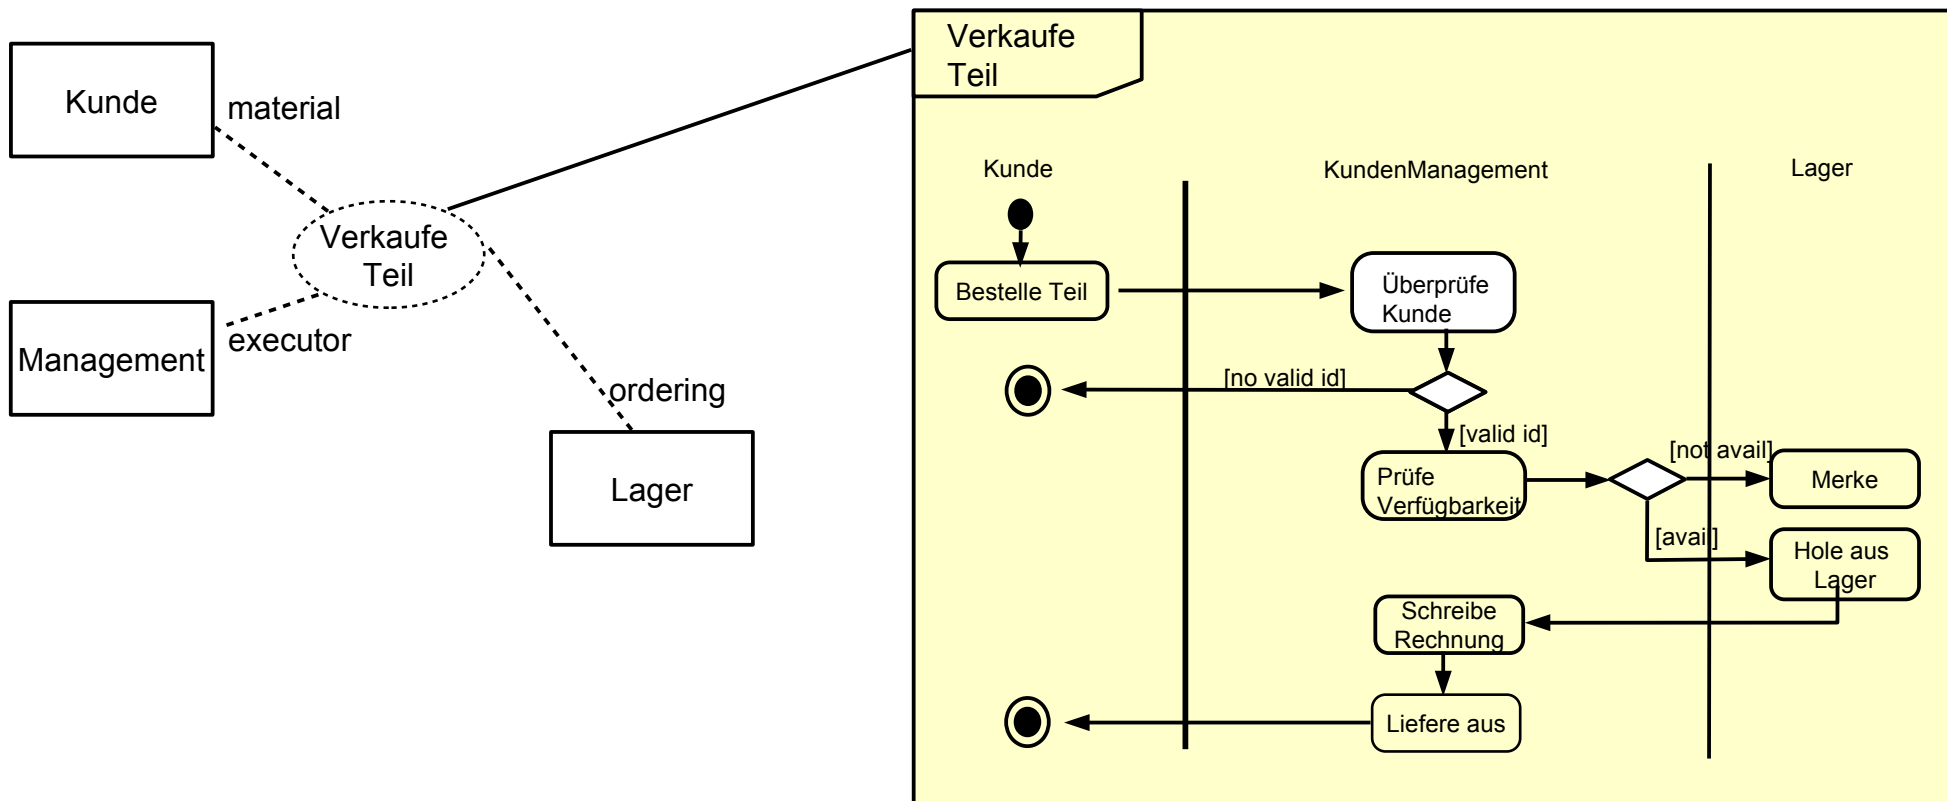 Kunde
material
Verkaufe
Teil
Management
executor
ordering
Lager
Verkaufe
Teil
Kunde
KundenManagement
Lager
Bestelle Teil
Überprüfe
Kunde
[no valid id]
[valid id]
[not avail]
Prüfe
Verfügbarkeit
Merke
[avail]
Hole aus
Lager
Schreibe
Rechnung
Liefere aus